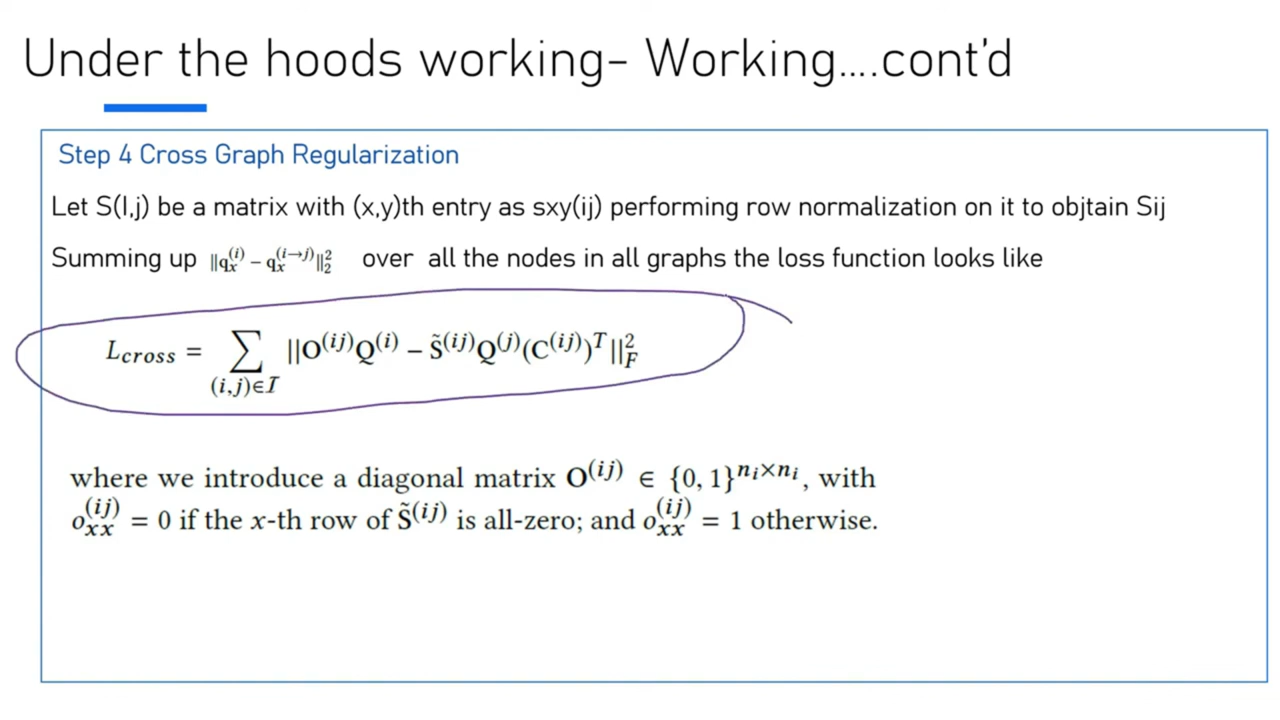 Under the hoods working– Working....cont'd
Step 4 Cross Graph Regularization
Let S(I,j) be a matrix with (x,y)th entry as sxy(ij) performing row normalization on it to objtain Sij
Summing up ||q_x^{(i)} − q_x^{(i→j)}||_2^2 over all the nodes in all graphs the loss function looks like
L_{cross} = ∑_{(i,j)∈I} ||O^{(ij)}Q^{(i)} − S̃^{(ij)}Q^{(j)}(C^{(ij)})^T||_F^2
where we introduce a diagonal matrix O^{(ij)} ∈ {0, 1}^{n_i×n_i}, with
o_{xx}^{(ij)} = 0 if the x-th row of S̃^{(ij)} is all-zero; and o_{xx}^{(ij)} = 1 otherwise.